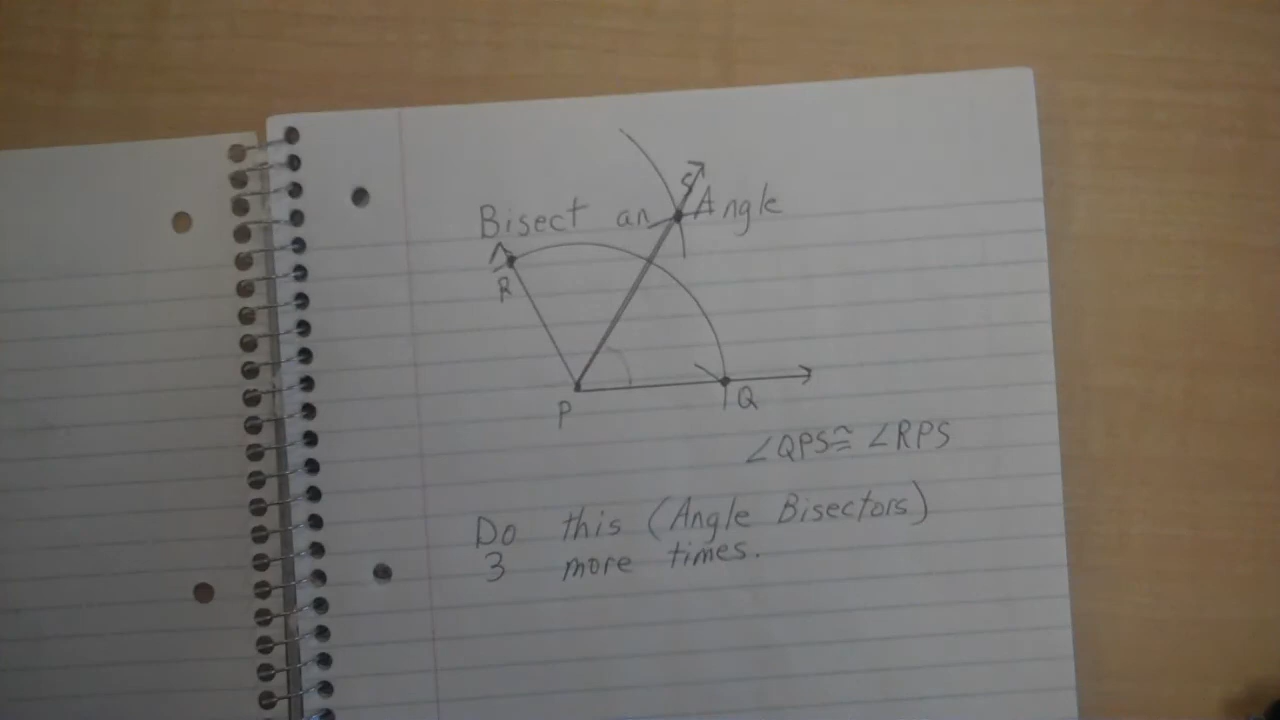 S
Bisect an Angle
R
P
Q
∠QPS≅∠RPS
Do this (Angle Bisectors)
3 more times.